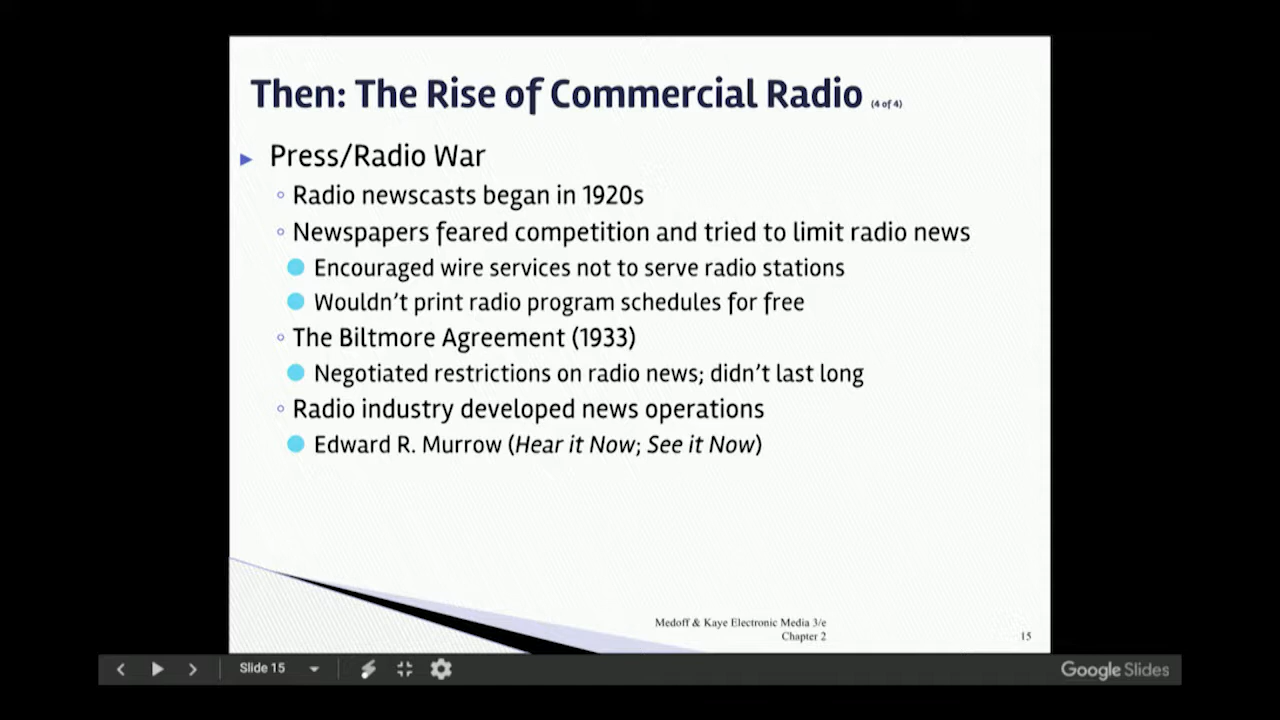 Then: The Rise of Commercial Radio (4 of 4)
Press/Radio War
Radio newscasts began in 1920s
Newspapers feared competition and tried to limit radio news
Encouraged wire services not to serve radio stations
Wouldn't print radio program schedules for free
The Biltmore Agreement (1933)
Negotiated restrictions on radio news; didn't last long
Radio industry developed news operations
Edward R. Murrow (Hear it Now; See it Now)
Medoff & Kaye Electronic Media 3/e
Chapter 2
15
Slide 15
Google Slides